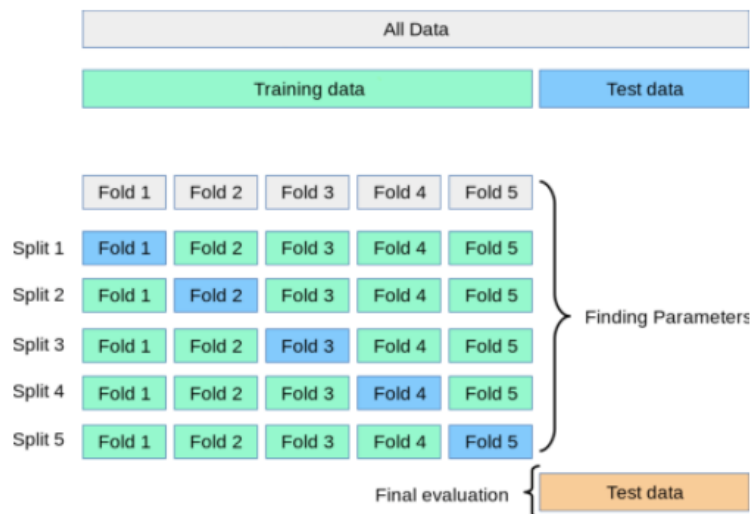 All Data
Training data Test data
Fold 1 Fold 2 Fold 3 Fold 4 Fold 5
Split 1 Fold 1 Fold 2 Fold 3 Fold 4 Fold 5
Split 2 Fold 1 Fold 2 Fold 3 Fold 4 Fold 5
Finding Parameters
Split 3 Fold 1 Fold 2 Fold 3 Fold 4 Fold 5
Split 4 Fold 1 Fold 2 Fold 3 Fold 4 Fold 5
Split 5 Fold 1 Fold 2 Fold 3 Fold 4 Fold 5
Final evaluation Test data